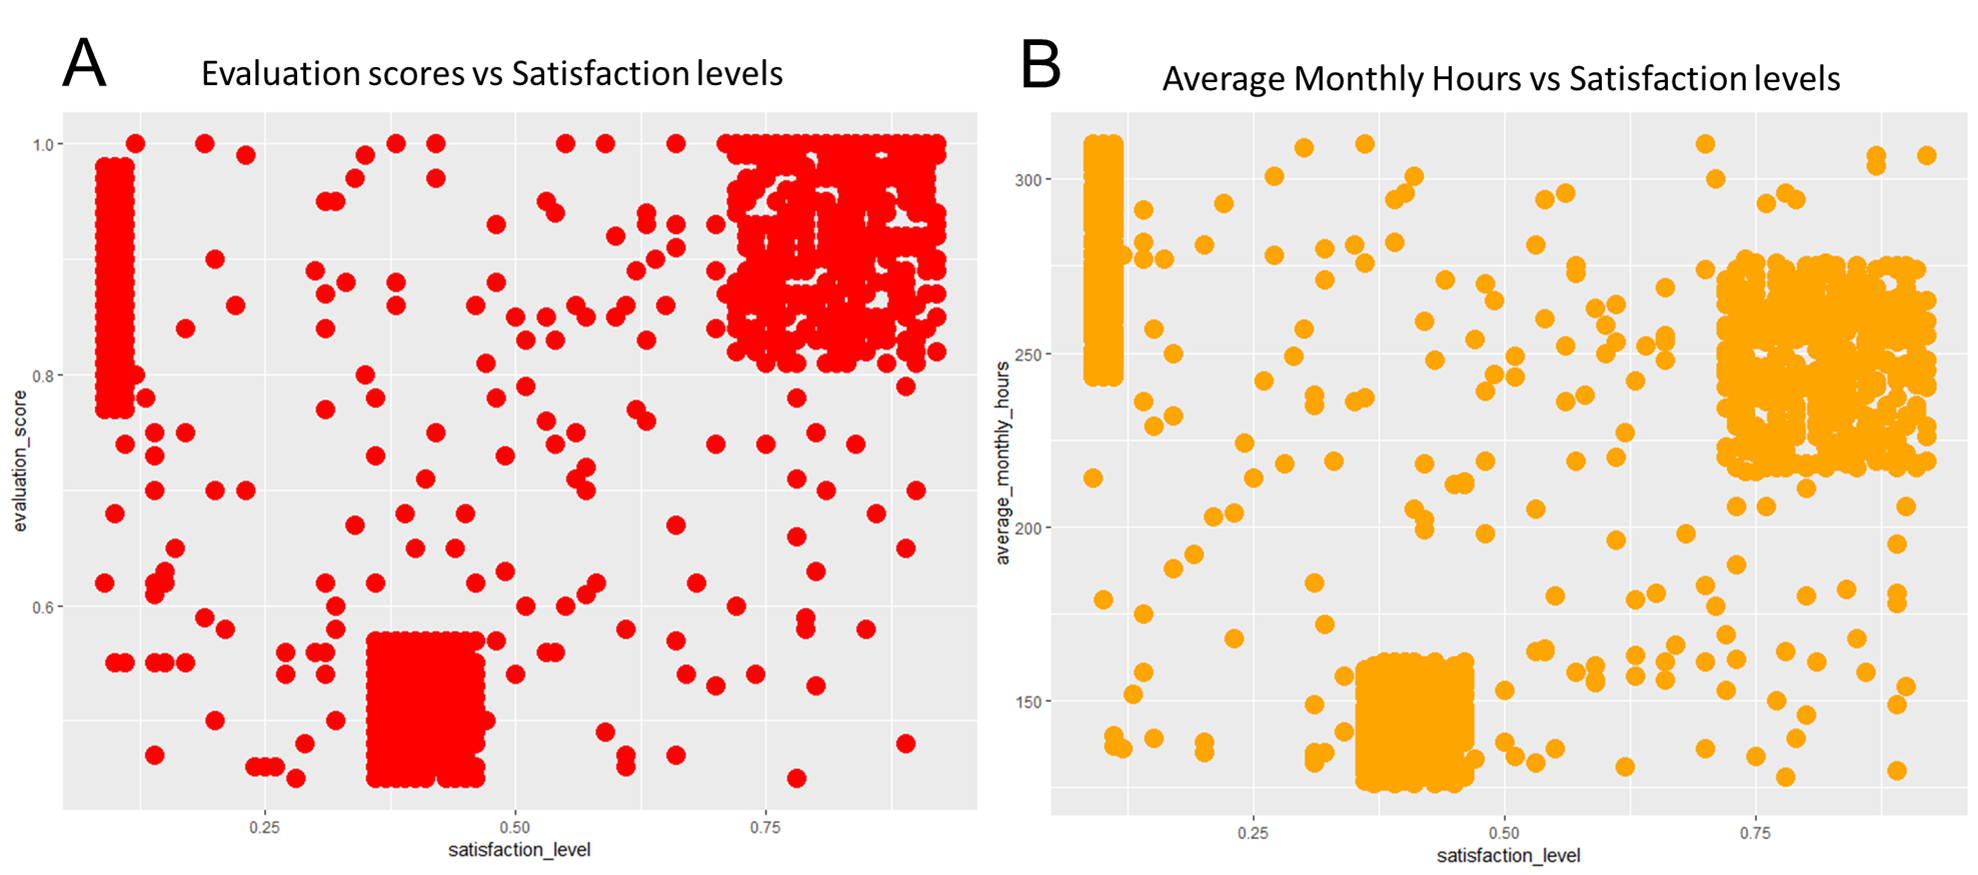 A
Evaluation scores vs Satisfaction levels
evaluation_score
1.0
0.8
0.6
0.25
0.50
0.75
satisfaction_level
B
Average Monthly Hours vs Satisfaction levels
average_monthly_hours
300
250
200
150
0.25
0.50
0.75
satisfaction_level